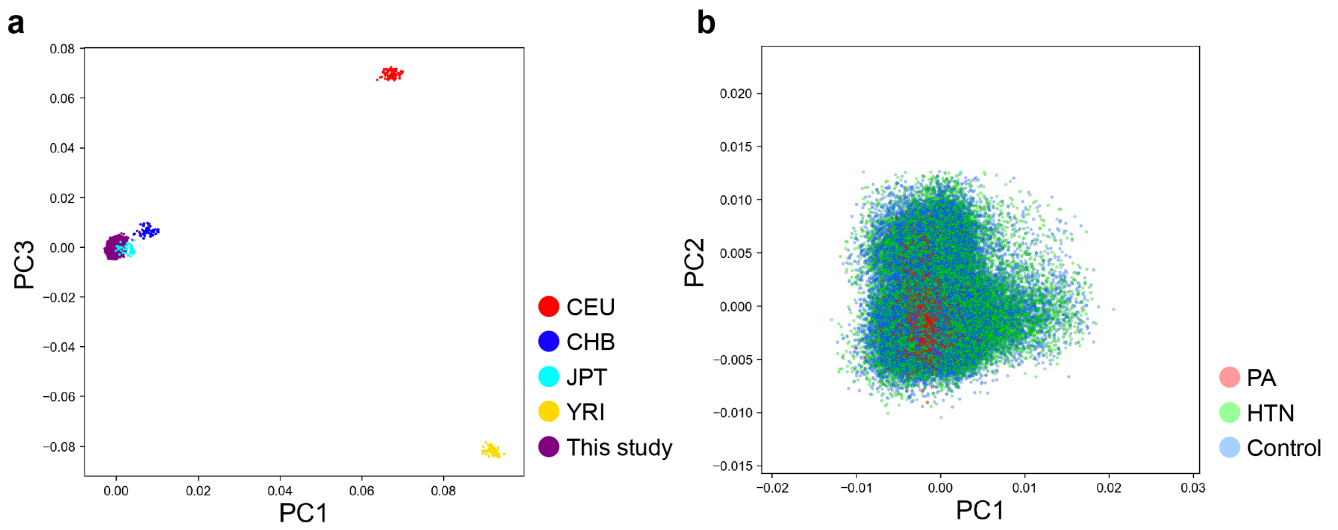 a
0.08
0.06
0.04
0.02
0.00
−0.02
−0.04
−0.06
−0.08
PC3
0.00
0.02
0.04
0.06
0.08
PC1
CEU
CHB
JPT
YRI
This study
b
0.020
0.015
0.010
0.005
0.000
−0.005
−0.010
−0.015
PC2
−0.02
−0.01
0.00
0.01
0.02
0.03
PC1
PA
HTN
Control